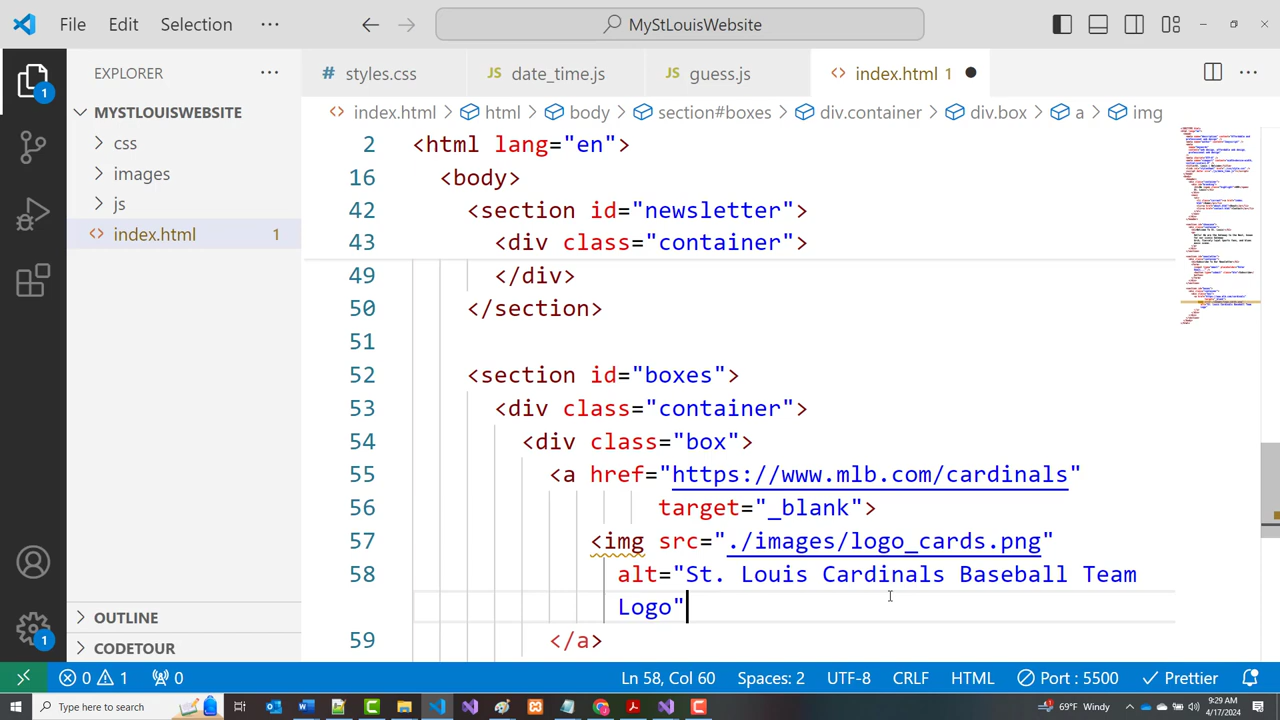 File Edit Selection ··· MyStLouisWebsite
EXPLORER ···
# styles.css JS date_time.js JS guess.js <> index.html 1 ● ···
MYSTLOUISWEBSITE
<> index.html > html > body > section#boxes > div.container > div.box > a > img
css
images
js
<> index.html 1
2 <html lang="en">
16 <body>
42 <section id="newsletter">
43 <div class="container">
49 </div>
50 </section>
51
52 <section id="boxes">
53 <div class="container">
54 <div class="box">
55 <a href="https://www.mlb.com/cardinals"
56 target="_blank">
57 <img src="./images/logo_cards.png"
58 alt="St. Louis Cardinals Baseball Team
Logo"
59 </a>
1
1
OUTLINE
CODETOUR
0 1 0 Ln 58, Col 60 Spaces: 2 UTF-8 CRLF HTML Port : 5500 Prettier
Type here to search 69°F Windy 9:29 AM
4/17/2024